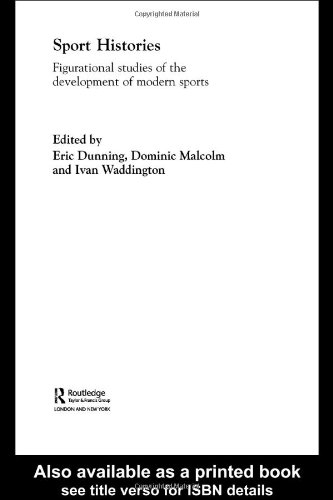 Copyrighted Material
Sport Histories
Figurational studies of the
development of modern sports
Edited by
Eric Dunning, Dominic Malcolm
and Ivan Waddington
R
Routledge
Taylor & Francis Group
LONDON AND NEW YORK
Also available as a printed book
see title verso for ISBN details